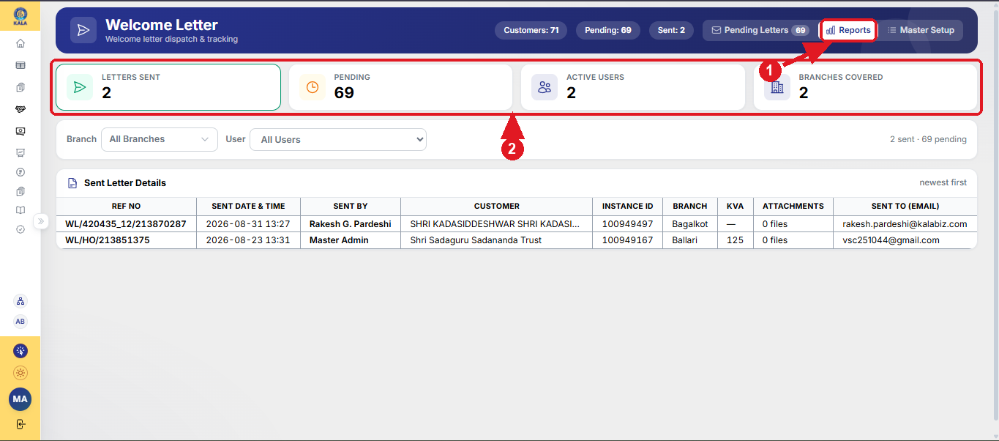 KALA
Welcome Letter
Welcome letter dispatch & tracking
Customers: 71
Pending: 69
Sent: 2
Pending Letters 69
Reports
Master Setup
1
LETTERS SENT
2
PENDING
69
ACTIVE USERS
2
BRANCHES COVERED
2
2
Branch All Branches User All Users 2 sent · 69 pending
Sent Letter Details newest first
REF NO SENT DATE & TIME SENT BY CUSTOMER INSTANCE ID BRANCH KVA ATTACHMENTS SENT TO (EMAIL)
WL/420435_12/213870287 2026-08-31 13:27 Rakesh G. Pardeshi SHRI KADASIDDESHWAR SHRI KADASI... 100949497 Bagalkot — 0 files rakesh.pardeshi@kalabiz.com
WL/HO/213851375 2026-08-23 13:31 Master Admin Shri Sadaguru Sadananda Trust 100949167 Ballari 125 0 files vsc251044@gmail.com
AB
MA